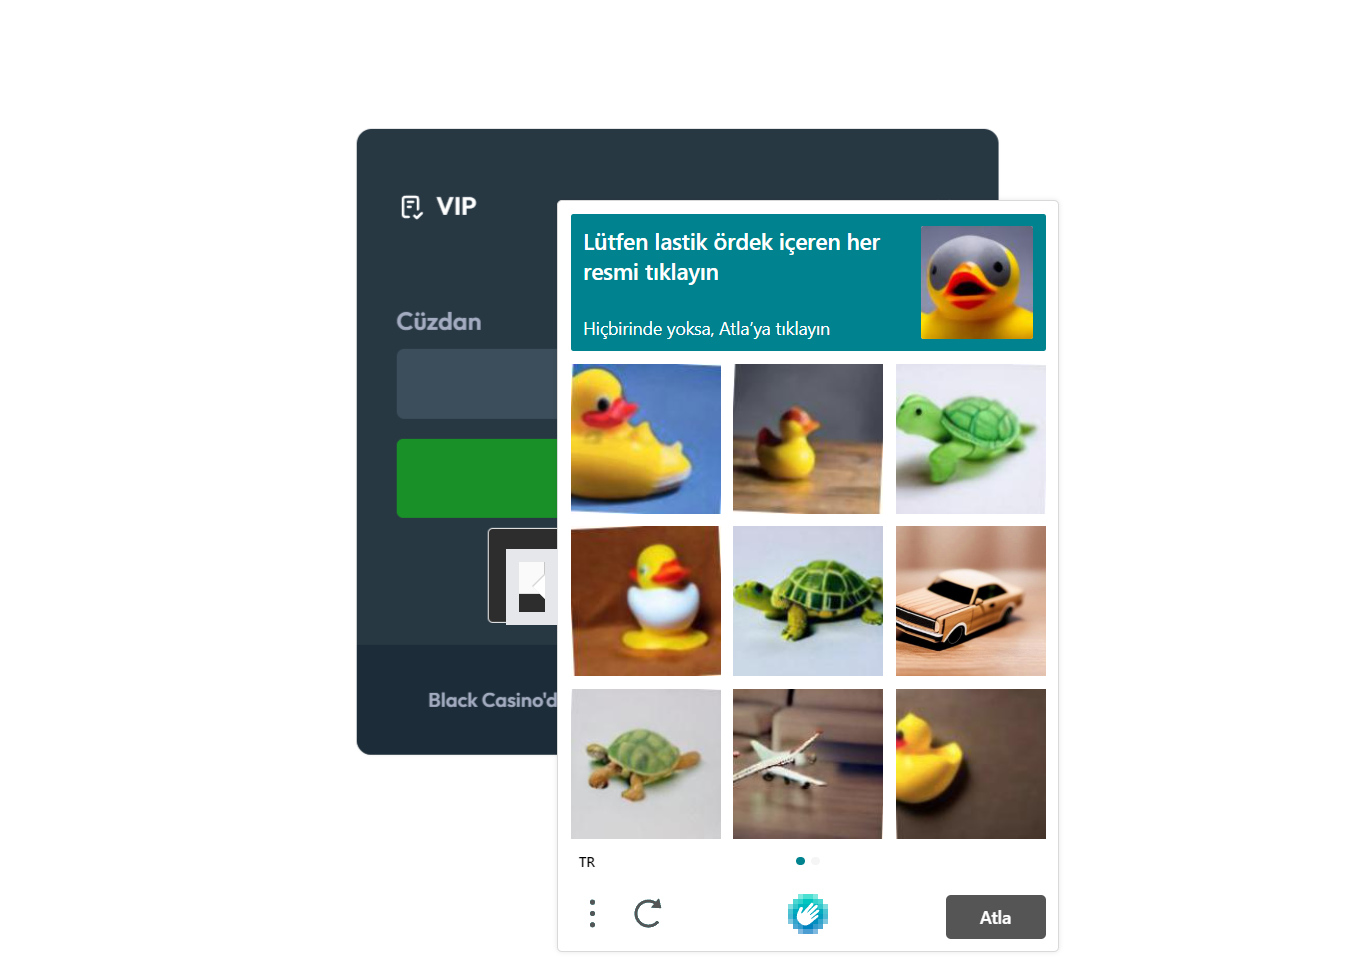 VIP
Cüzdan
Black Casino'd
Lütfen lastik ördek içeren her
resmi tıklayın
Hiçbirinde yoksa, Atla’ya tıklayın
TR
Atla